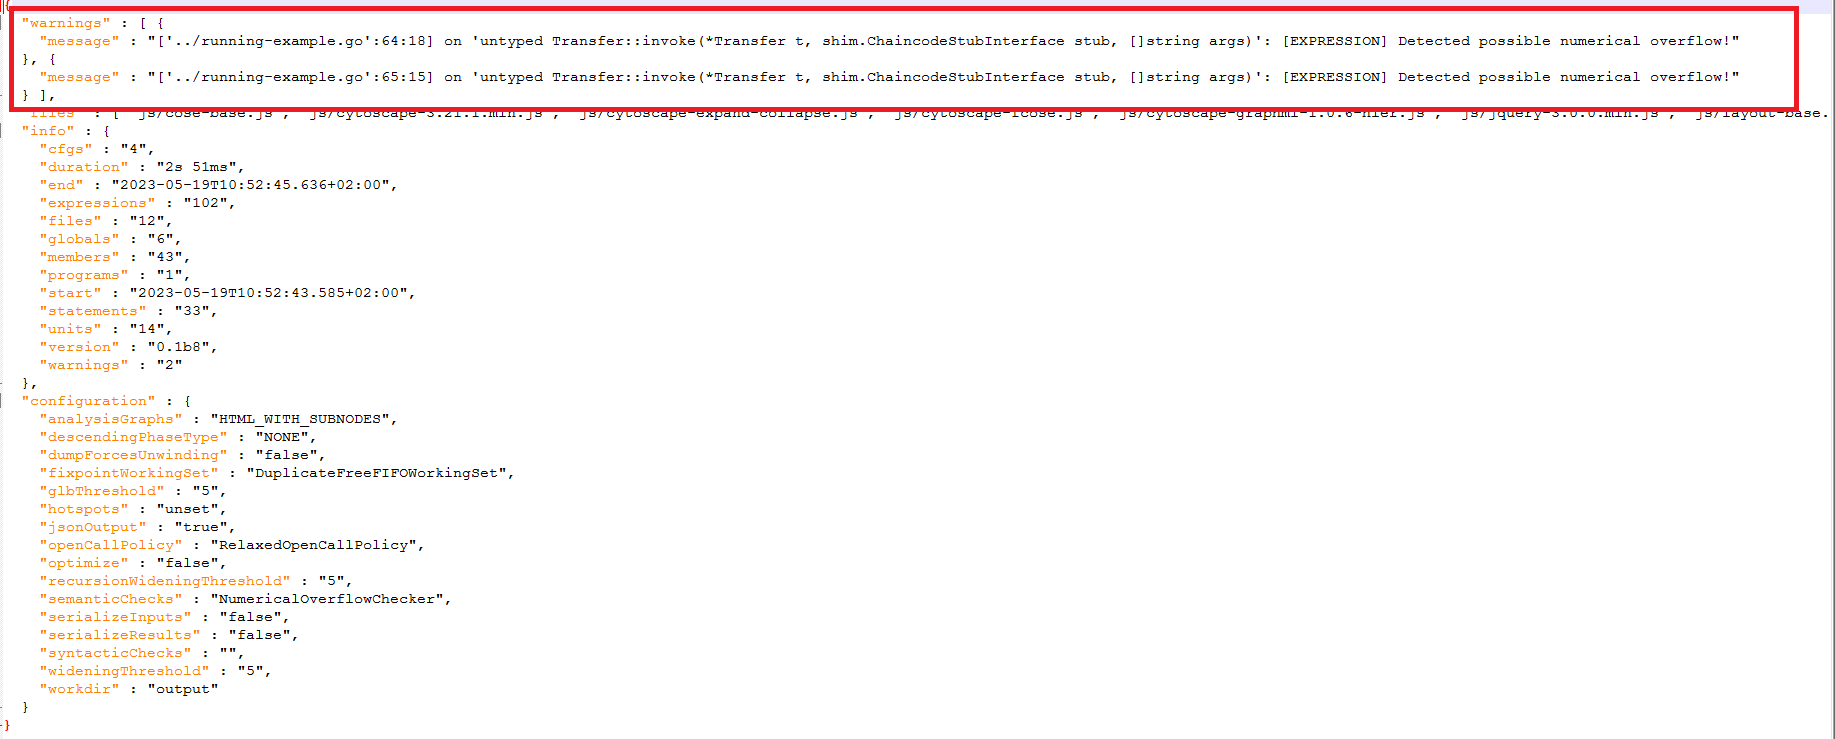 {
"warnings" : [ {
"message" : "['../running-example.go':64:18] on 'untyped Transfer::invoke(*Transfer t, shim.ChaincodeStubInterface stub, []string args)': [EXPRESSION] Detected possible numerical overflow!"
}, {
"message" : "['../running-example.go':65:15] on 'untyped Transfer::invoke(*Transfer t, shim.ChaincodeStubInterface stub, []string args)': [EXPRESSION] Detected possible numerical overflow!"
} ],
"files" : [ "js/cose-base.js", "js/cytoscape-3.21.1.min.js", "js/cytoscape-expand-collapse.js", "js/cytoscape-fcose.js", "js/cytoscape-graphml-1.0.6-hier.js", "js/jquery-3.0.0.min.js", "js/layout-base.
"info" : {
"cfgs" : "4",
"duration" : "2s 51ms",
"end" : "2023-05-19T10:52:45.636+02:00",
"expressions" : "102",
"files" : "12",
"globals" : "6",
"members" : "43",
"programs" : "1",
"start" : "2023-05-19T10:52:43.585+02:00",
"statements" : "33",
"units" : "14",
"version" : "0.1b8",
"warnings" : "2"
},
"configuration" : {
"analysisGraphs" : "HTML_WITH_SUBNODES",
"descendingPhaseType" : "NONE",
"dumpForcesUnwinding" : "false",
"fixpointWorkingSet" : "DuplicateFreeFIFOWorkingSet",
"glbThreshold" : "5",
"hotspots" : "unset",
"jsonOutput" : "true",
"openCallPolicy" : "RelaxedOpenCallPolicy",
"optimize" : "false",
"recursionWideningThreshold" : "5",
"semanticChecks" : "NumericalOverflowChecker",
"serializeInputs" : "false",
"serializeResults" : "false",
"syntacticChecks" : "",
"wideningThreshold" : "5",
"workdir" : "output"
}
}